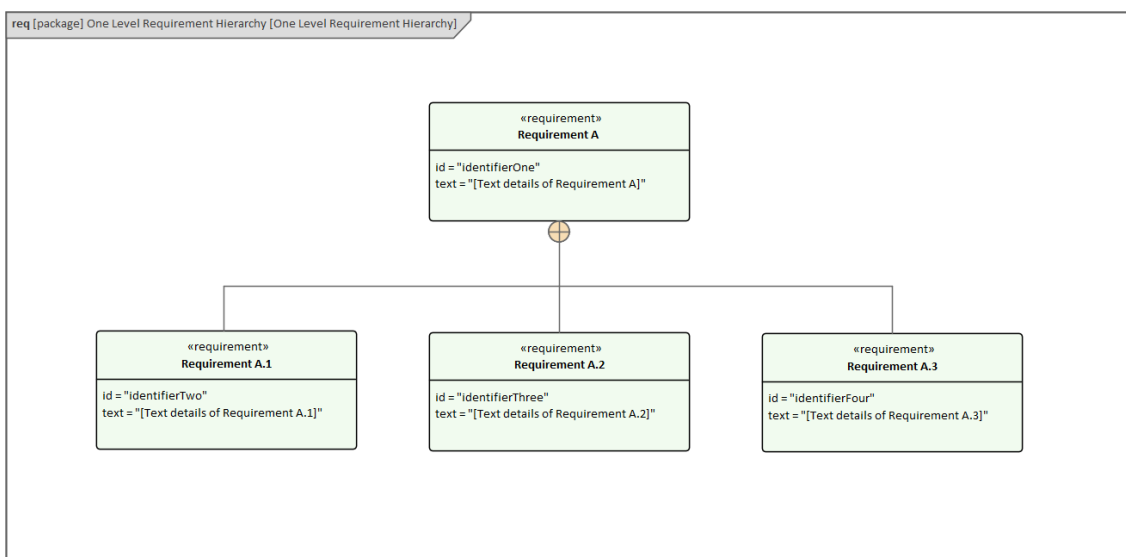 req [package] One Level Requirement Hierarchy [One Level Requirement Hierarchy]
«requirement»
Requirement A
id = "identifierOne"
text = "[Text details of Requirement A]"
«requirement»
Requirement A.1
id = "identifierTwo"
text = "[Text details of Requirement A.1]"
«requirement»
Requirement A.2
id = "identifierThree"
text = "[Text details of Requirement A.2]"
«requirement»
Requirement A.3
id = "identifierFour"
text = "[Text details of Requirement A.3]"